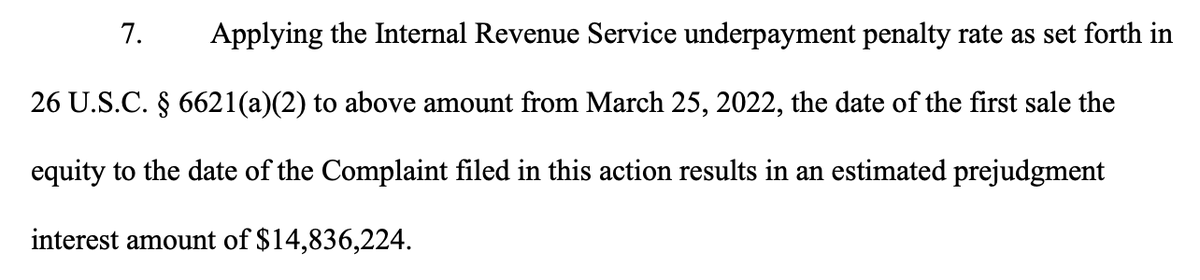 7. Applying the Internal Revenue Service underpayment penalty rate as set forth in
26 U.S.C. § 6621(a)(2) to above amount from March 25, 2022, the date of the first sale the
equity to the date of the Complaint filed in this action results in an estimated prejudgment
interest amount of $14,836,224.